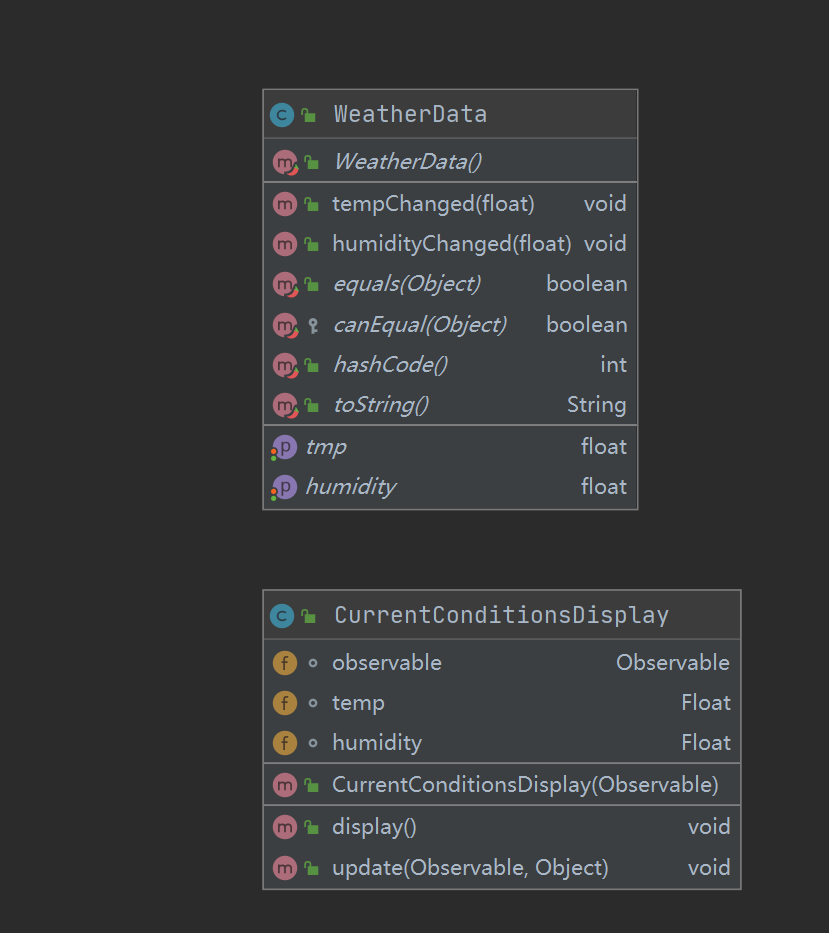 WeatherData
WeatherData()
tempChanged(float) void
humidityChanged(float) void
equals(Object) boolean
canEqual(Object) boolean
hashCode() int
toString() String
tmp float
humidity float
CurrentConditionsDisplay
observable Observable
temp Float
humidity Float
CurrentConditionsDisplay(Observable)
display() void
update(Observable, Object) void